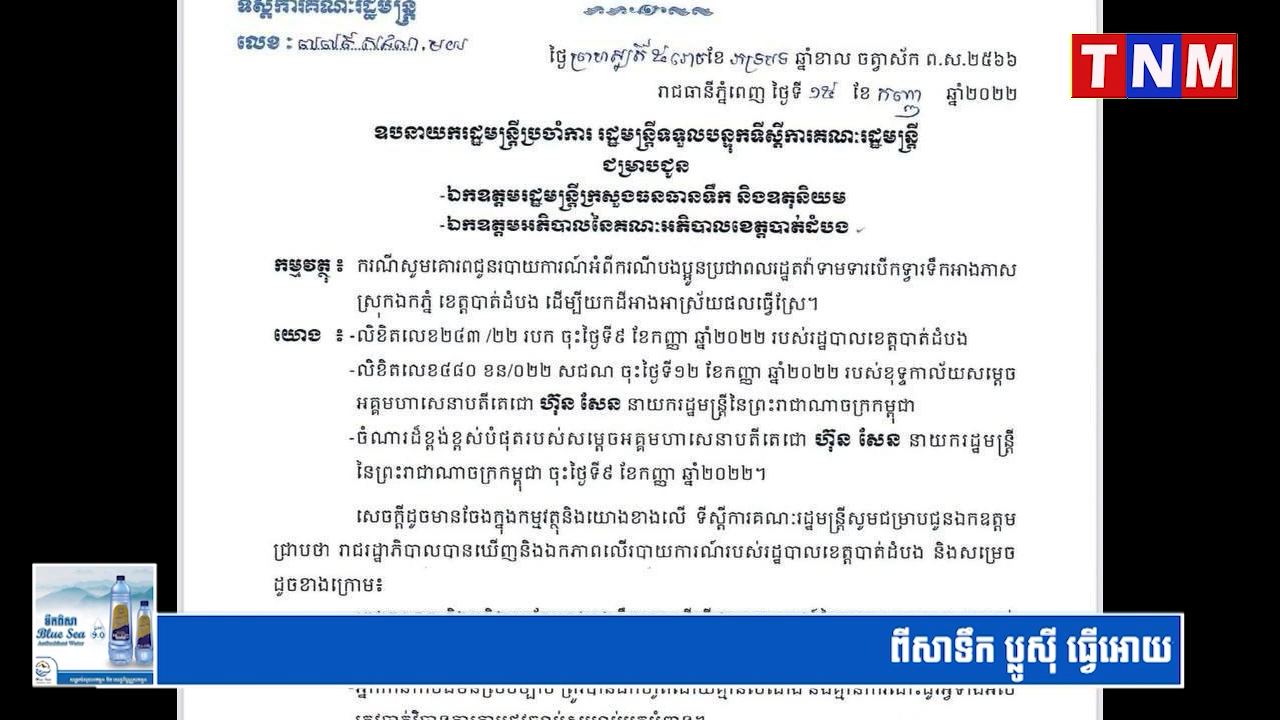 ទីស្តីការគណៈរដ្ឋមន្ត្រី
លេខ :
TNM
ថ្ងៃ ខែ ឆ្នាំខាល ចត្វាស័ក ព.ស.២៥៦៦
រាជធានីភ្នំពេញ ថ្ងៃទី ១៥ ខែ កញ្ញា ឆ្នាំ២០២២
ឧបនាយករដ្ឋមន្ត្រីប្រចាំការ រដ្ឋមន្ត្រីទទួលបន្ទុកទីស្តីការគណៈរដ្ឋមន្ត្រី
ជម្រាបជូន
-ឯកឧត្តមរដ្ឋមន្ត្រីក្រសួងធនធានទឹក និងឧតុនិយម
-ឯកឧត្តមអភិបាលនៃគណៈអភិបាលខេត្តបាត់ដំបង
កម្មវត្ថុ ៖ ករណីសូមគោរពជូនរបាយការណ៍អំពីករណីបងប្អូនប្រជាពលរដ្ឋតវ៉ាទាមទារបើកទ្វារទឹកអាងភាស
ស្រុកឯកភ្នំ ខេត្តបាត់ដំបង ដើម្បីយកដីអាងអាស្រ័យផលធ្វើស្រែ។
យោង ៖ -លិខិតលេខ២៤៣ /២២ របក ចុះថ្ងៃទី៩ ខែកញ្ញា ឆ្នាំ២០២២ របស់រដ្ឋបាលខេត្តបាត់ដំបង
-លិខិតលេខ៥៨០ ខន/០២២ សជណ ចុះថ្ងៃទី១២ ខែកញ្ញា ឆ្នាំ២០២២ របស់ខុទ្ទកាល័យសម្តេច
អគ្គមហាសេនាបតីតេជោ ហ៊ុន សែន នាយករដ្ឋមន្ត្រីនៃព្រះរាជាណាចក្រកម្ពុជា
-ចំណារដ៏ខ្ពង់ខ្ពស់បំផុតរបស់សម្តេចអគ្គមហាសេនាបតីតេជោ ហ៊ុន សែន នាយករដ្ឋមន្ត្រី
នៃព្រះរាជាណាចក្រកម្ពុជា ចុះថ្ងៃទី៩ ខែកញ្ញា ឆ្នាំ២០២២។
សេចក្តីដូចមានចែងក្នុងកម្មវត្ថុនិងយោងខាងលើ ទីស្តីការគណៈរដ្ឋមន្ត្រីសូមជម្រាបជូនឯកឧត្តម
ជ្រាបថា រាជរដ្ឋាភិបាលបានឃើញនិងឯកភាពលើរបាយការណ៍របស់រដ្ឋបាលខេត្តបាត់ដំបង និងសម្រេច
ដូចខាងក្រោម៖
ទឹកពិសា
Blue Sea
9.0
ពីសាទឹក ប្លូស៊ី ធ្វើអោយ